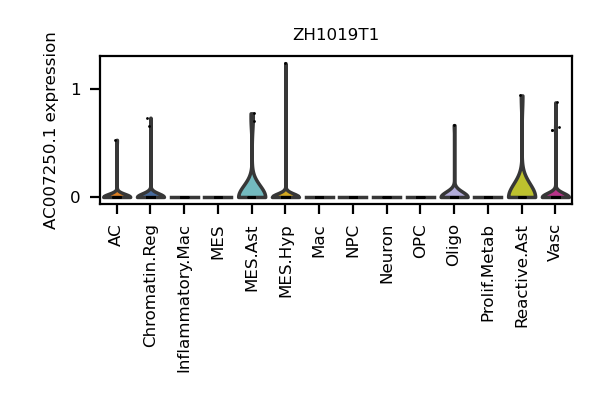 ZH1019T1
AC007250.1 expression
1
0
AC
Chromatin.Reg
Inflammatory.Mac
MES
MES.Ast
MES.Hyp
Mac
NPC
Neuron
OPC
Oligo
Prolif.Metab
Reactive.Ast
Vasc